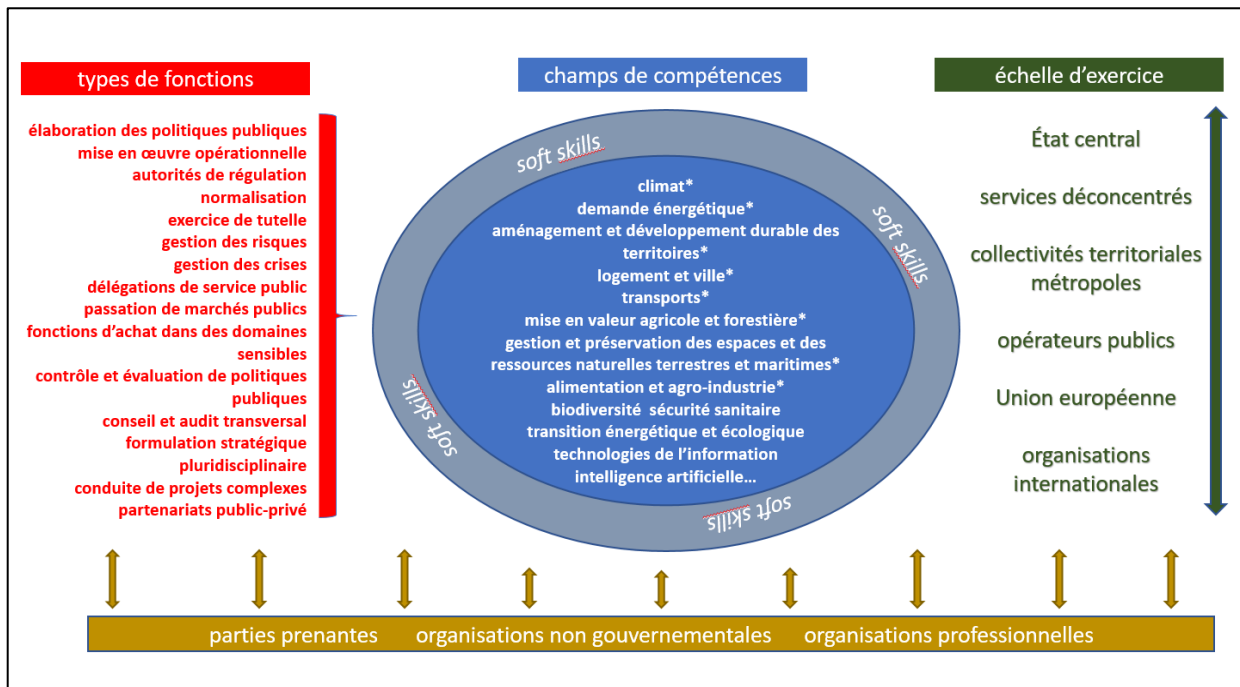 types de fonctions
élaboration des politiques publiques
mise en œuvre opérationnelle
autorités de régulation
normalisation
exercice de tutelle
gestion des risques
gestion des crises
délégations de service public
passation de marchés publics
fonctions d’achat dans des domaines
sensibles
contrôle et évaluation de politiques
publiques
conseil et audit transversal
formulation stratégique
pluridisciplinaire
conduite de projets complexes
partenariats public-privé
champs de compétences
soft skills
soft skills
soft skills
soft skills
climat*
demande énergétique*
aménagement et développement durable des
territoires*
logement et ville*
transports*
mise en valeur agricole et forestière*
gestion et préservation des espaces et des
ressources naturelles terrestres et maritimes*
alimentation et agro-industrie*
biodiversité  sécurité sanitaire
transition énergétique et écologique
technologies de l’information
intelligence artificielle…
échelle d’exercice
État central
services déconcentrés
collectivités territoriales
métropoles
opérateurs publics
Union européenne
organisations
internationales
parties prenantes organisations non gouvernementales organisations professionnelles